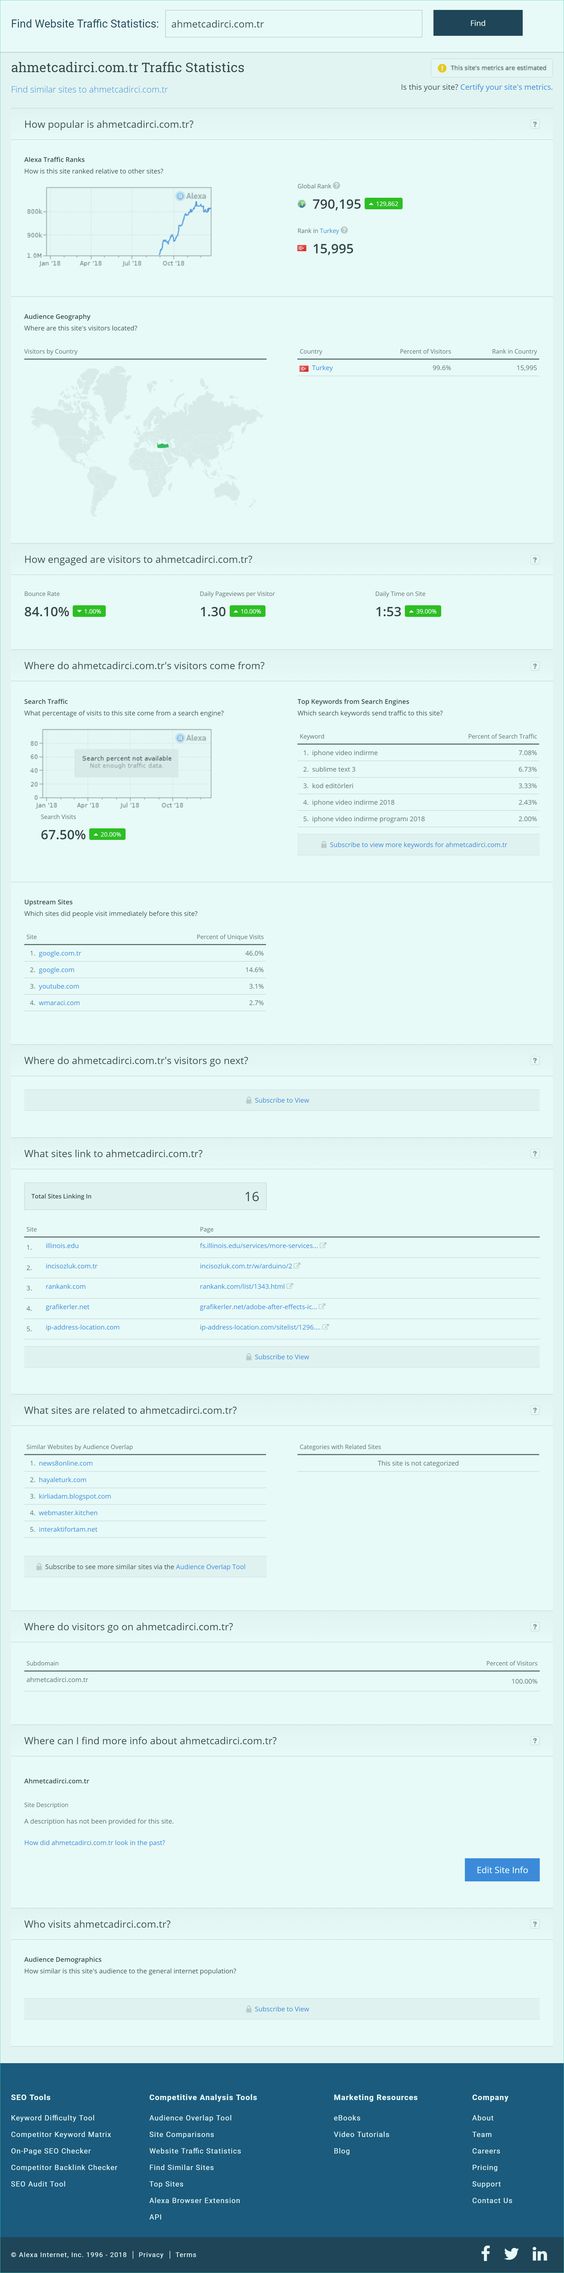 Find Website Traffic Statistics: ahmetcadirci.com.tr Find
ahmetcadirci.com.tr Traffic Statistics
This site's metrics are estimated
Find similar sites to ahmetcadirci.com.tr
Is this your site? Certify your site's metrics.
How popular is ahmetcadirci.com.tr? ?
Alexa Traffic Ranks
How is this site ranked relative to other sites?
Alexa
800k
900k
1.0M
Jan '18 Apr '18 Jul '18 Oct '18
Global Rank ?
790,195 129,862
Rank in Turkey ?
15,995
Audience Geography
Where are this site's visitors located?
Visitors by Country
Country Percent of Visitors Rank in Country
Turkey 99.6% 15,995
How engaged are visitors to ahmetcadirci.com.tr? ?
Bounce Rate Daily Pageviews per Visitor Daily Time on Site
84.10% 1.00% 1.30 10.00% 1:53 39.00%
Where do ahmetcadirci.com.tr's visitors come from? ?
Search Traffic
What percentage of visits to this site come from a search engine?
Alexa
80
60
40
20
0
Search percent not available
Not enough traffic data.
Jan '18 Apr '18 Jul '18 Oct '18
Search Visits
67.50% 20.00%
Top Keywords from Search Engines
Which search keywords send traffic to this site?
Keyword Percent of Search Traffic
1. iphone video indirme 7.08%
2. sublime text 3 6.73%
3. kod editörleri 3.33%
4. iphone video indirme 2018 2.43%
5. iphone video indirme programı 2018 2.00%
Subscribe to view more keywords for ahmetcadirci.com.tr
Upstream Sites
Which sites did people visit immediately before this site?
Site Percent of Unique Visits
1. google.com.tr 46.0%
2. google.com 14.6%
3. youtube.com 3.1%
4. wmaraci.com 2.7%
Where do ahmetcadirci.com.tr's visitors go next? ?
Subscribe to View
What sites link to ahmetcadirci.com.tr? ?
Total Sites Linking In 16
Site Page
1. illinois.edu fs.illinois.edu/services/more-services...
2. incisozluk.com.tr incisozluk.com.tr/w/arduino/2
3. rankank.com rankank.com/list/1343.html
4. grafikerler.net grafikerler.net/adobe-after-effects-ic...
5. ip-address-location.com ip-address-location.com/sitelist/1296....
Subscribe to View
What sites are related to ahmetcadirci.com.tr? ?
Similar Websites by Audience Overlap
1. news8online.com
2. hayaleturk.com
3. kirliadam.blogspot.com
4. webmaster.kitchen
5. interaktifortam.net
Subscribe to see more similar sites via the Audience Overlap Tool
Categories with Related Sites
This site is not categorized
Where do visitors go on ahmetcadirci.com.tr? ?
Subdomain Percent of Visitors
ahmetcadirci.com.tr 100.00%
Where can I find more info about ahmetcadirci.com.tr? ?
Ahmetcadirci.com.tr
Site Description
A description has not been provided for this site.
How did ahmetcadirci.com.tr look in the past?
Edit Site Info
Who visits ahmetcadirci.com.tr? ?
Audience Demographics
How similar is this site's audience to the general internet population?
Subscribe to View
SEO Tools
Keyword Difficulty Tool
Competitor Keyword Matrix
On-Page SEO Checker
Competitor Backlink Checker
SEO Audit Tool
Competitive Analysis Tools
Audience Overlap Tool
Site Comparisons
Website Traffic Statistics
Find Similar Sites
Top Sites
Alexa Browser Extension
API
Marketing Resources
eBooks
Video Tutorials
Blog
Company
About
Team
Careers
Pricing
Support
Contact Us
© Alexa Internet, Inc. 1996 - 2018 | Privacy | Terms